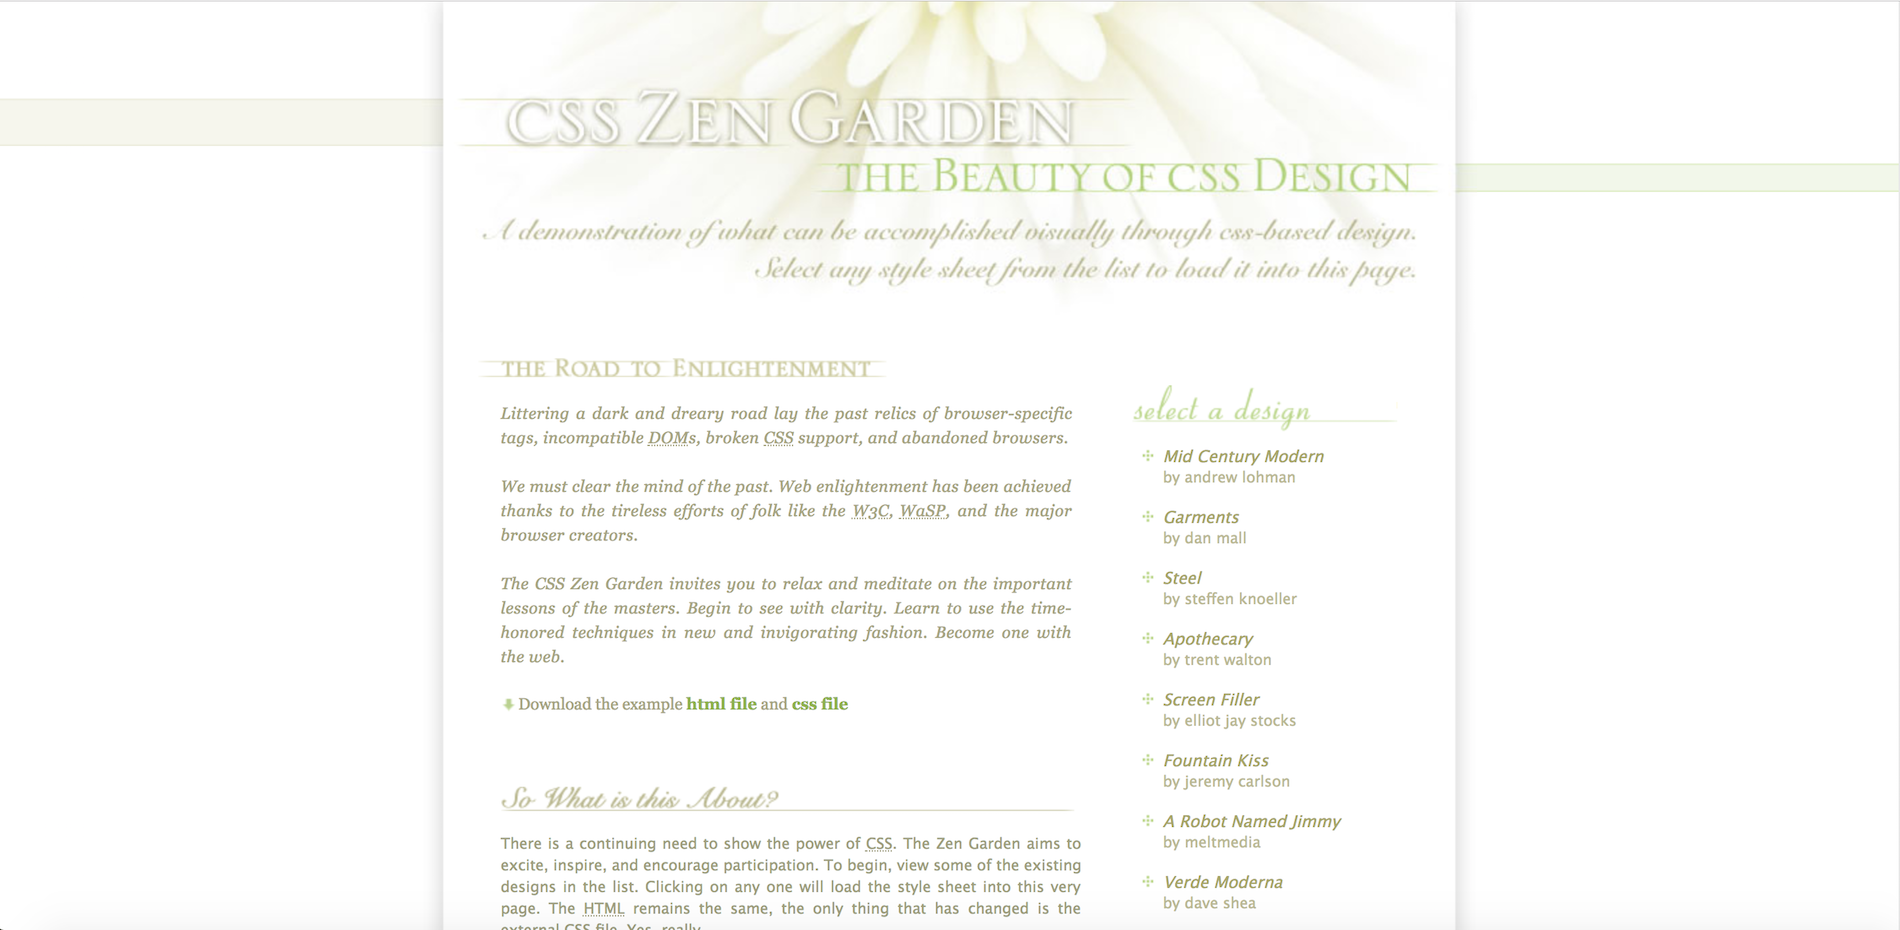 CSS ZEN GARDEN
THE BEAUTY OF CSS DESIGN
A demonstration of what can be accomplished visually through css-based design.
Select any style sheet from the list to load it into this page.
THE ROAD TO ENLIGHTENMENT
Littering a dark and dreary road lay the past relics of browser-specific
tags, incompatible DOMs, broken CSS support, and abandoned browsers.
We must clear the mind of the past. Web enlightenment has been achieved
thanks to the tireless efforts of folk like the W3C, WaSP, and the major
browser creators.
The CSS Zen Garden invites you to relax and meditate on the important
lessons of the masters. Begin to see with clarity. Learn to use the time-
honored techniques in new and invigorating fashion. Become one with
the web.
Download the example html file and css file
So What is this About?
There is a continuing need to show the power of CSS. The Zen Garden aims to
excite, inspire, and encourage participation. To begin, view some of the existing
designs in the list. Clicking on any one will load the style sheet into this very
page. The HTML remains the same, the only thing that has changed is the
external CSS file. Yes, really.
select a design
Mid Century Modern
by andrew lohman
Garments
by dan mall
Steel
by steffen knoeller
Apothecary
by trent walton
Screen Filler
by elliot jay stocks
Fountain Kiss
by jeremy carlson
A Robot Named Jimmy
by meltmedia
Verde Moderna
by dave shea